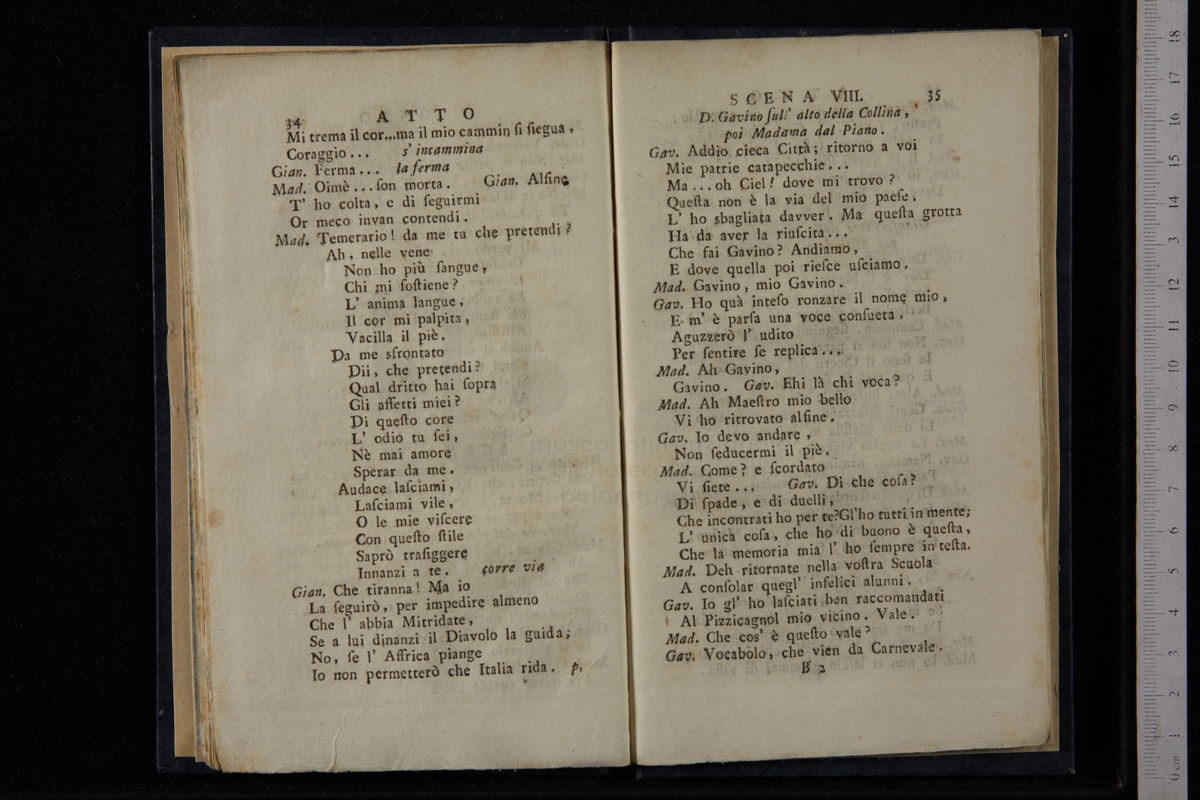 34 ATTO
Mi trema il cor...ma il mio cammin ſi ſiegua.
Coraggio... s' incammina
Gian. Ferma... la ferma
Mad. Oimè...ſon morta. Gian. Alfine
T' ho colta, e di ſeguirmi
Or meco invan contendi.
Mad. Temerario! da me tu che pretendi?
Ah, nelle vene
Non ho più ſangue,
Chi mi ſoſtiene?
L' anima langue,
Il cor mi palpita,
Vacilla il piè.
Da me sfrontato
Dii, che pretendi?
Qual dritto hai ſopra
Gli affetti miei?
Di queſto core
L' odio tu ſei,
Nè mai amore
Sperar da me.
Audace laſciami,
Laſciami vile,
O le mie viſcere
Con queſto ſtile
Saprò trafiggere
Innanzi a te. corre via
Gian. Che tiranna! Ma io
La ſeguirò, per impedire almeno
Che l' abbia Mitridate,
Se a lui dinanzi il Diavolo la guida;
No, ſe l' Affrica piange
Io non permetterò che Italia rida. p.
SCENA VIII. 35
D. Gavino ſull' alto della Collina,
poi Madama dal Piano.
Gav. Addio cieca Città; ritorno a voi
Mie patrie catapecchie...
Ma...oh Ciel! dove mi trovo?
Queſta non è la via del mio paeſe.
L' ho sbagliata davver. Ma queſta grotta
Ha da aver la riuſcita...
Che fai Gavino? Andiamo,
E dove quella poi rieſce uſciamo.
Mad. Gavino, mio Gavino.
Gav. Ho quà inteſo ronzare il nome mio,
E m' è parſa una voce conſueta.
Aguzzerò l' udito
Per ſentire ſe replica...
Mad. Ah Gavino,
Gavino. Gav. Ehi là chi voca?
Mad. Ah Maeſtro mio bello
Vi ho ritrovato alfine.
Gav. Io devo andare,
Non ſeducermi il piè.
Mad. Come? e ſcordato
Vi ſiete... Gav. Di che coſa?
Di ſpade, e di duelli,
Che incontrati ho per te?Gl'ho tutti in mente;
L' unica coſa, che ho di buono è queſta,
Che la memoria mia l' ho ſempre in teſta.
Mad. Deh ritornate nella voſtra Scuola
A conſolar quegl' infelici alunni.
Gav. Io gl' ho laſciati ben raccomandati
Al Pizzicagnol mio vicino. Vale.
Mad. Che cos' è queſto vale?
Gav. Vocabolo, che vien da Carnevale.
B 2